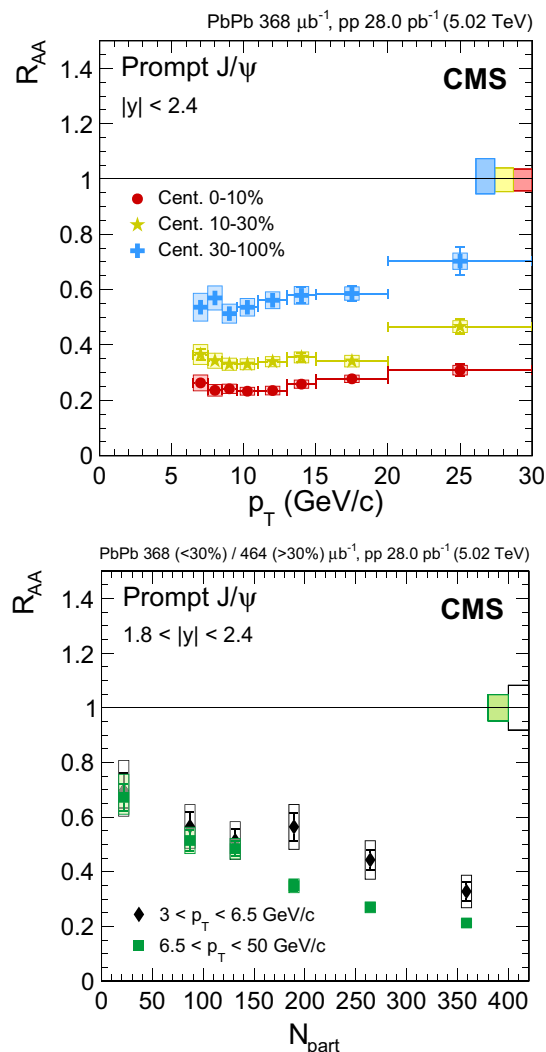 PbPb 368 μb⁻¹, pp 28.0 pb⁻¹ (5.02 TeV)
R_AA
1.4
Prompt J/ψ
CMS
|y| < 2.4
1.2
1
Cent. 0-10%
Cent. 10-30%
0.8
Cent. 30-100%
0.6
0.4
0.2
0
0 5 10 15 20 25 30
p_T (GeV/c)
PbPb 368 (<30%) / 464 (>30%) μb⁻¹, pp 28.0 pb⁻¹ (5.02 TeV)
R_AA
1.4
Prompt J/ψ
CMS
1.8 < |y| < 2.4
1.2
1
0.8
0.6
0.4
3 < p_T < 6.5 GeV/c
0.2
6.5 < p_T < 50 GeV/c
0
0 50 100 150 200 250 300 350 400
N_part